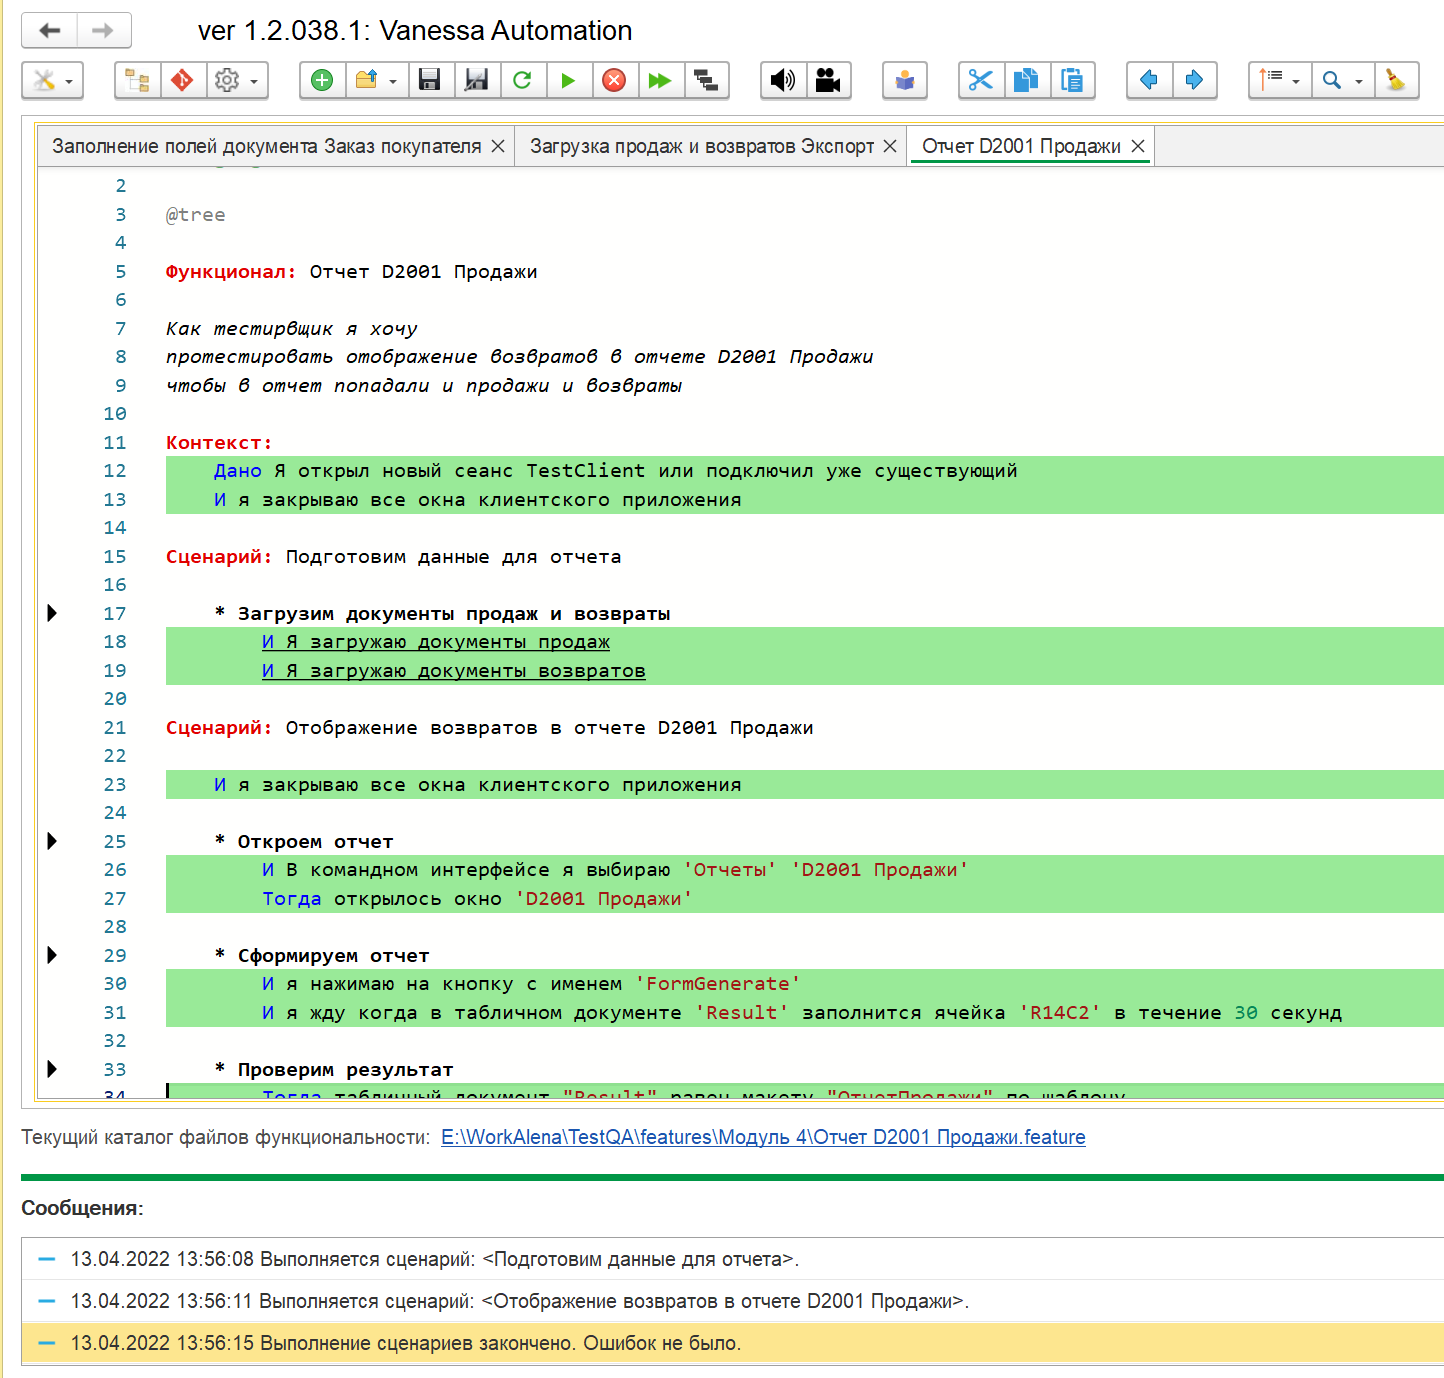 ver 1.2.038.1: Vanessa Automation
Заполнение полей документа Заказ покупателя
Загрузка продаж и возвратов Экспорт
Отчет D2001 Продажи
2
3 @tree
4
5 Функционал: Отчет D2001 Продажи
6
7 Как тестирвщик я хочу
8 протестировать отображение возвратов в отчете D2001 Продажи
9 чтобы в отчет попадали и продажи и возвраты
10
11 Контекст:
12 Дано Я открыл новый сеанс TestClient или подключил уже существующий
13 И я закрываю все окна клиентского приложения
14
15 Сценарий: Подготовим данные для отчета
16
17 * Загрузим документы продаж и возвраты
18 И Я загружаю документы продаж
19 И Я загружаю документы возвратов
20
21 Сценарий: Отображение возвратов в отчете D2001 Продажи
22
23 И я закрываю все окна клиентского приложения
24
25 * Откроем отчет
26 И В командном интерфейсе я выбираю 'Отчеты' 'D2001 Продажи'
27 Тогда открылось окно 'D2001 Продажи'
28
29 * Сформируем отчет
30 И я нажимаю на кнопку с именем 'FormGenerate'
31 И я жду когда в табличном документе 'Result' заполнится ячейка 'R14C2' в течение 30 секунд
32
33 * Проверим результат
34 Тогда табличный документ "Result" равен макету "ОтчетПродажи" по шаблону
Текущий каталог файлов функциональности: E:\WorkAlena\TestQA\features\Модуль 4\Отчет D2001 Продажи.feature
Сообщения:
13.04.2022 13:56:08 Выполняется сценарий: <Подготовим данные для отчета>.
13.04.2022 13:56:11 Выполняется сценарий: <Отображение возвратов в отчете D2001 Продажи>.
13.04.2022 13:56:15 Выполнение сценариев закончено. Ошибок не было.